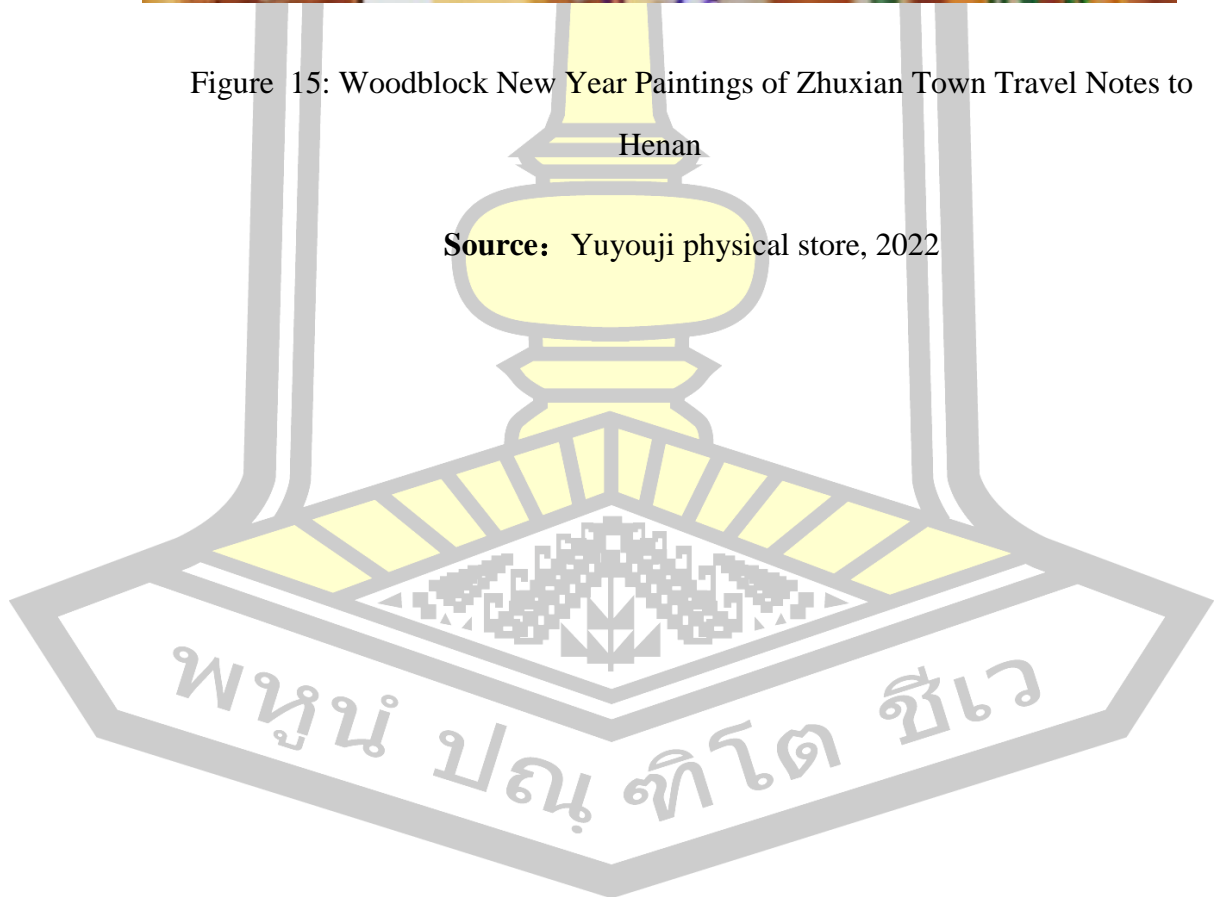 Figure 15: Woodblock New Year Paintings of Zhuxian Town Travel Notes to
Henan
Source： Yuyouji physical store, 2022
พหูนํ ปณฺฑิโต ชีเว